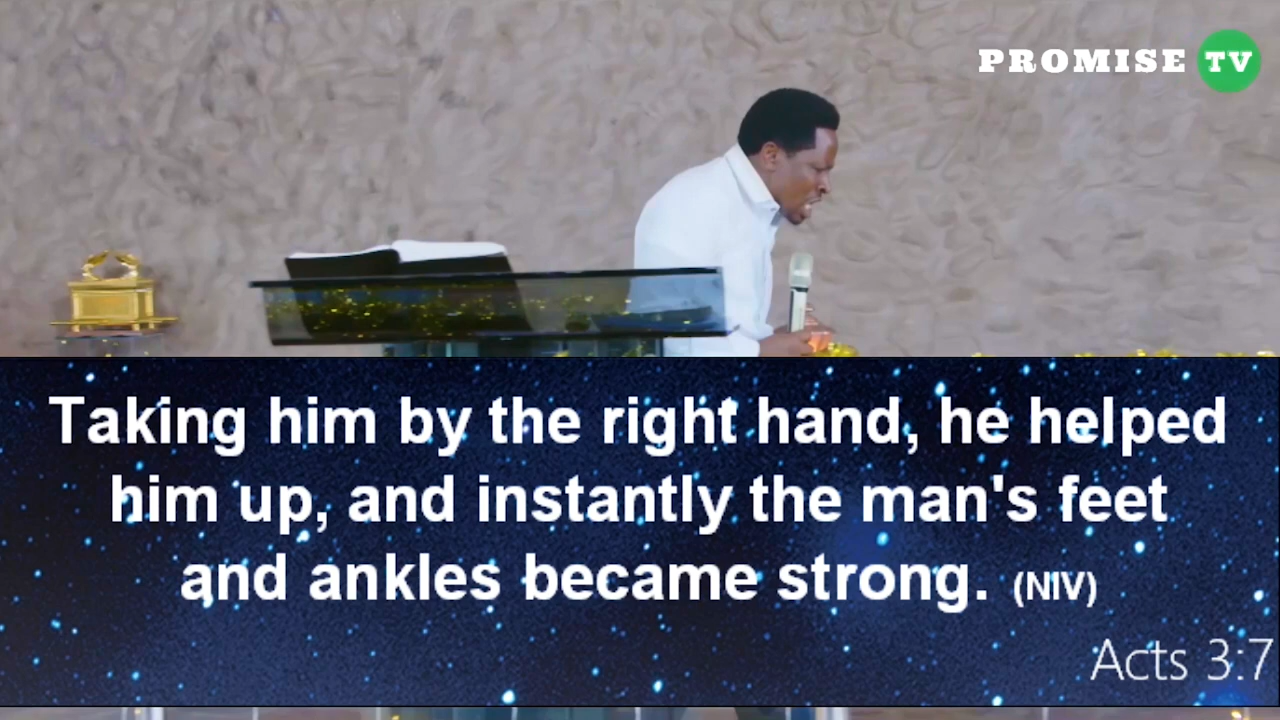 PROMISE TV
Taking him by the right hand, he helped
him up, and instantly the man's feet
and ankles became strong. (NIV)
Acts 3:7